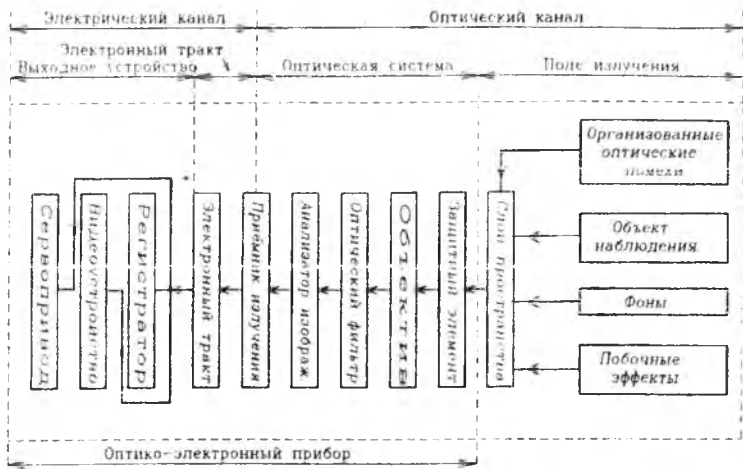 Электрический канал
Оптический канал
Электронный тракт
Выходное устройство
Оптическая система
Поле излучения
Организованные
оптические
помехи
Объект
наблюдения
Фоны
Побочные
эффекты
Сервопривод
Видеоустройство
Регистратор
Электронный тракт
Приёмник излучения
Анализатор изображ.
Оптический фильтр
Объектив
Защитный элемент
Слой пространства
Оптико-электронный прибор